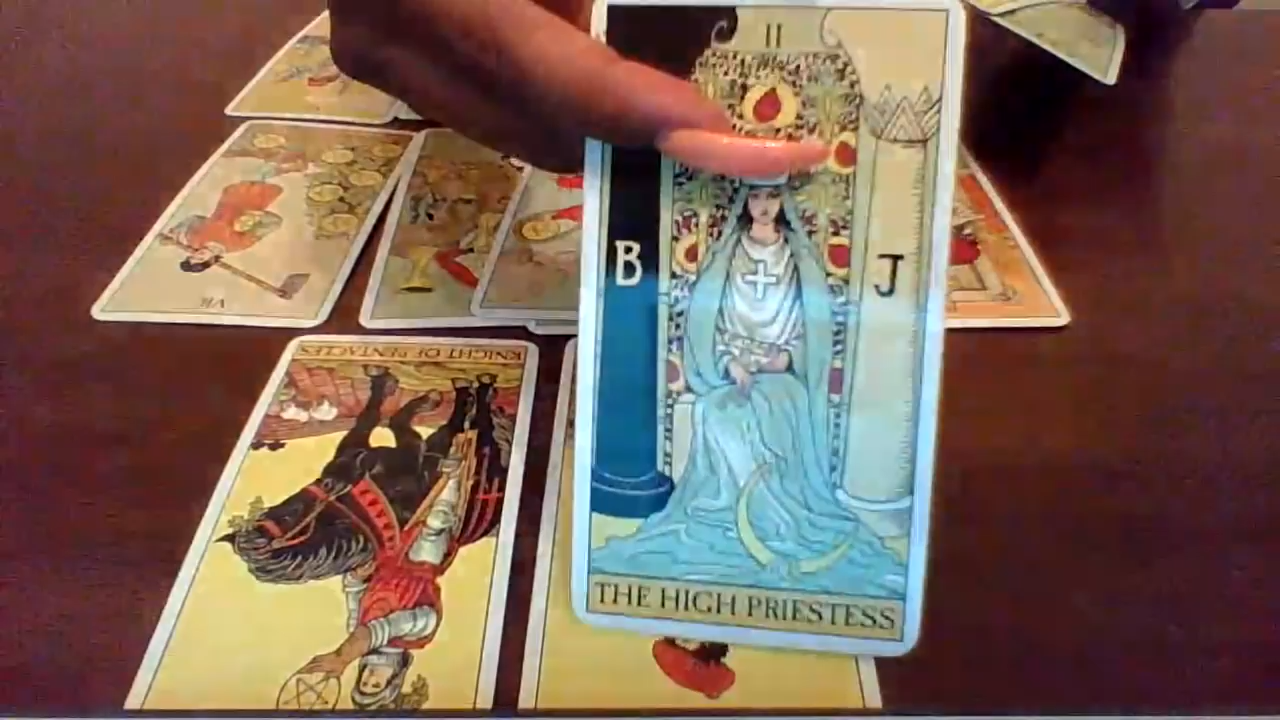 II
B
J
THE HIGH PRIESTESS
KNIGHT OF PENTACLES
VII